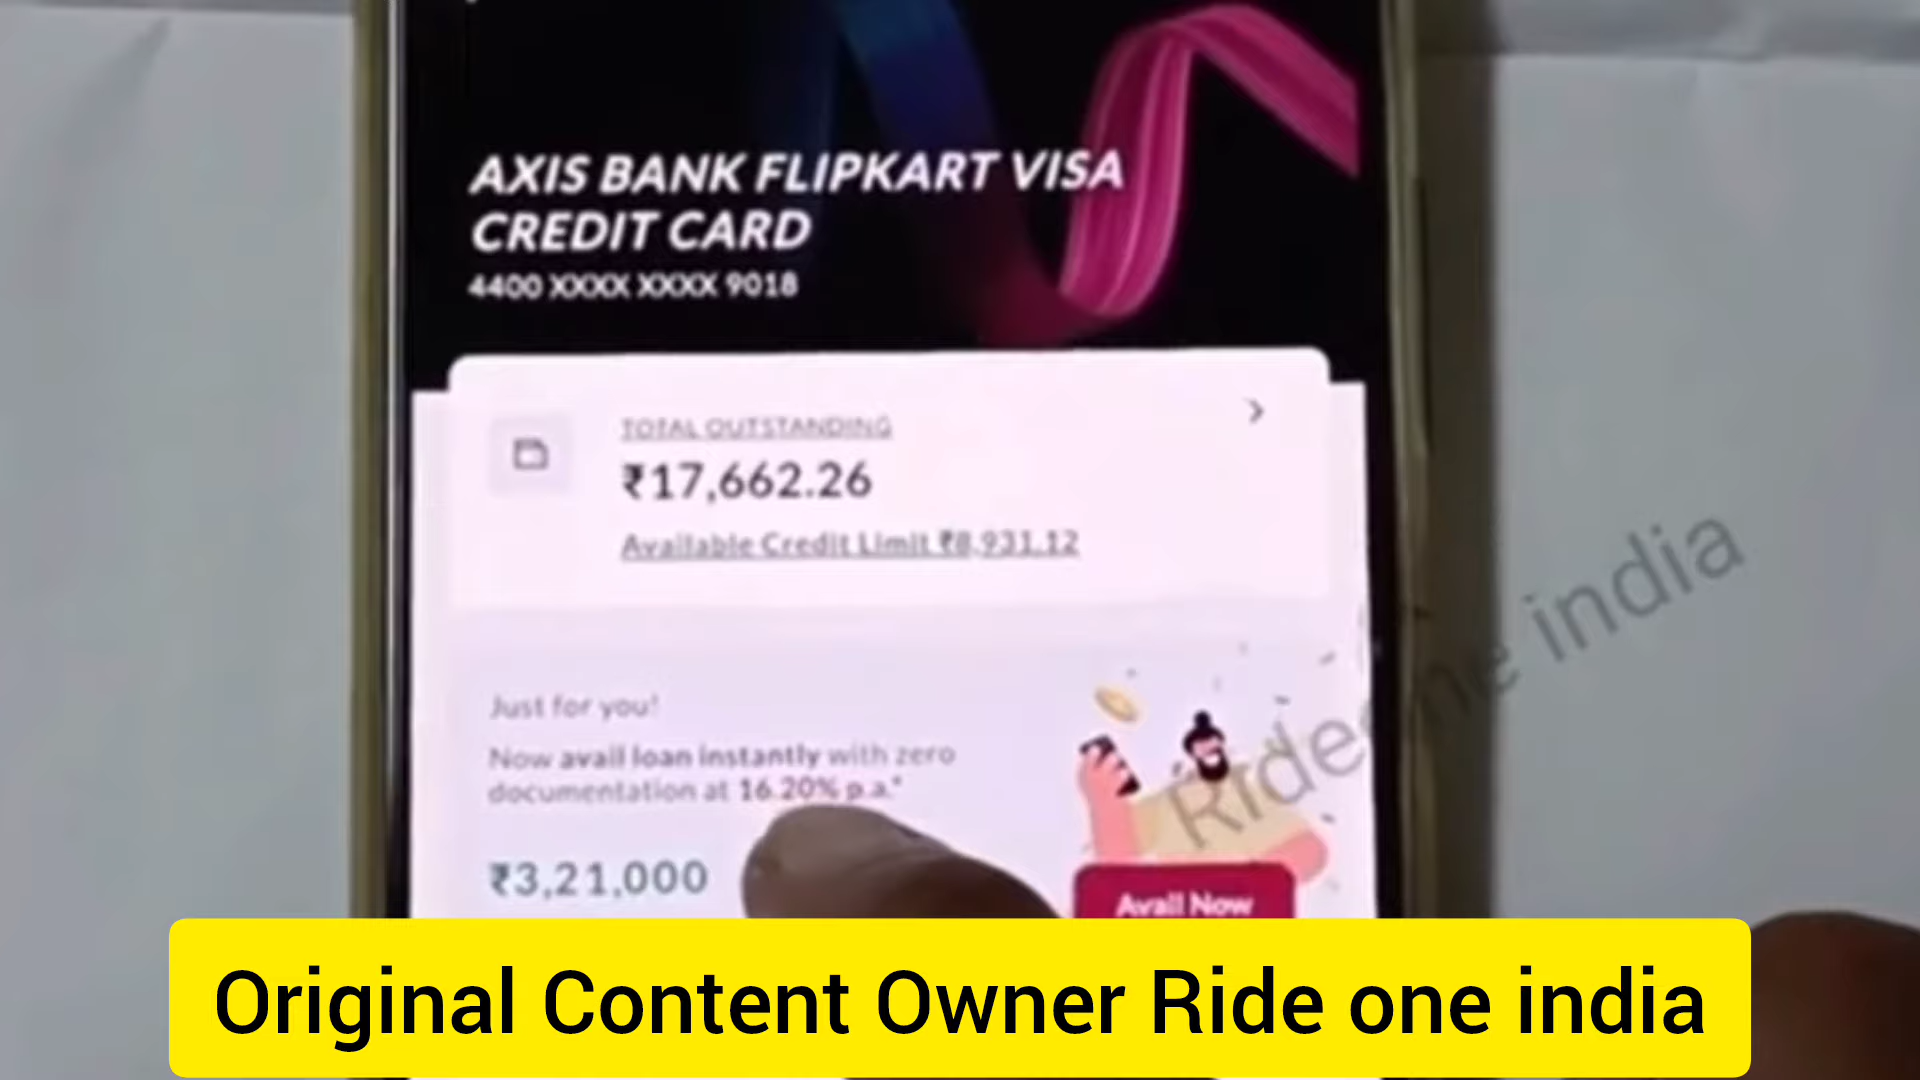 AXIS BANK FLIPKART VISA
CREDIT CARD
4400 XXXX XXXX 9018
TOTAL OUTSTANDING
₹17,662.26
Available Credit Limit ₹8,931.12
Just for you!
Now avail loan instantly with zero
documentation at 16.20% p.a.*
₹3,21,000
Avail Now
Ride one india
Original Content Owner Ride one india